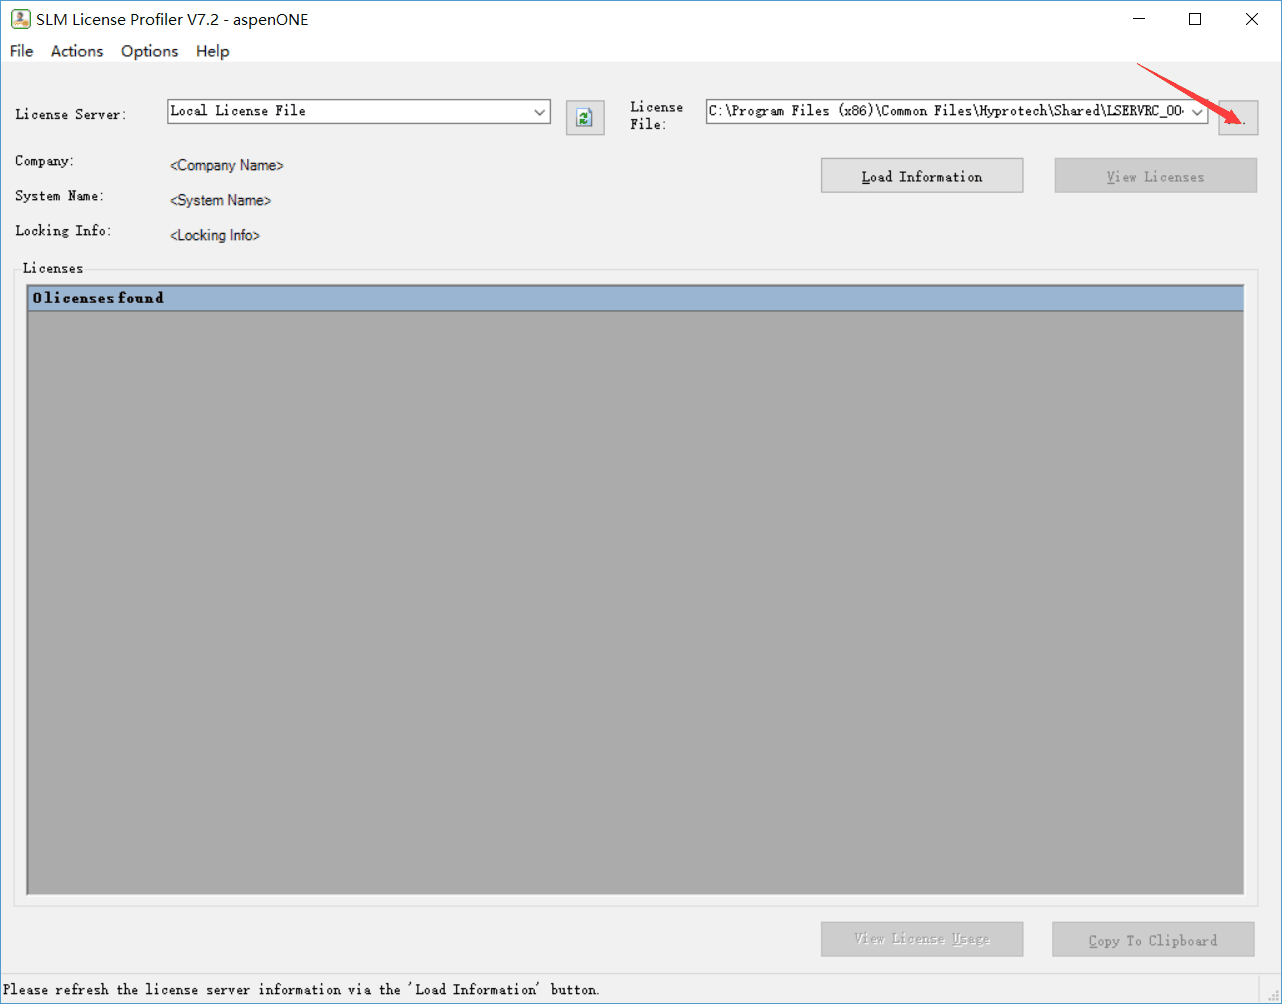 SLM License Profiler V7.2 - aspenONE
File Actions Options Help
License Server: Local License File
License File: C:\Program Files (x86)\Common Files\Hyprotech\Shared\LSERVRC_00
Company: <Company Name>
Load Information View Licenses
System Name: <System Name>
Locking Info: <Locking Info>
Licenses
0 licenses found
View License Usage Copy To Clipboard
Please refresh the license server information via the 'Load Information' button.